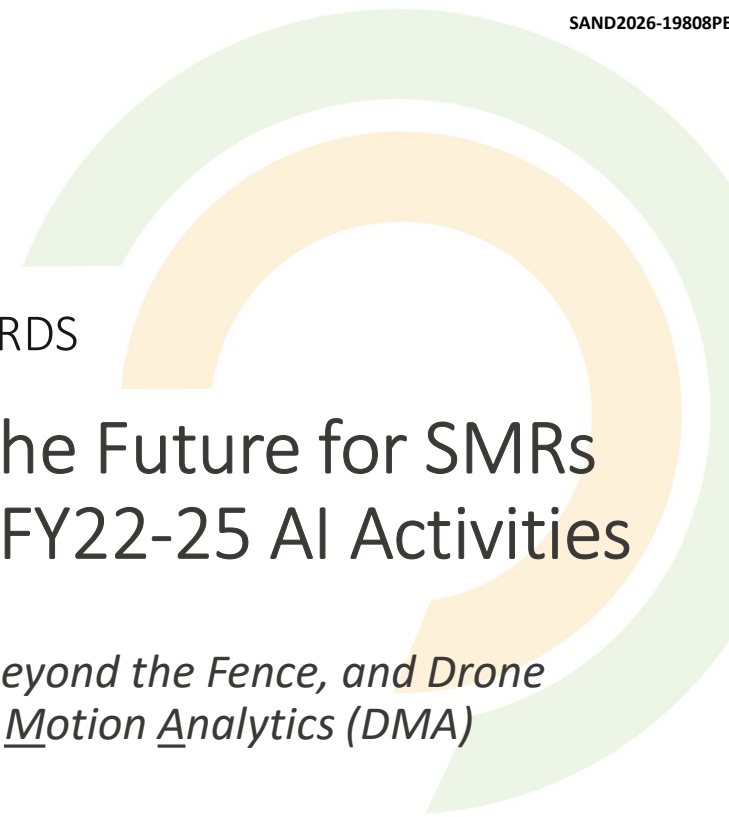 SAND2026-19808PE
RDS
he Future for SMRs
FY22-25 AI Activities
eyond the Fence, and Drone
Motion Analytics (DMA)